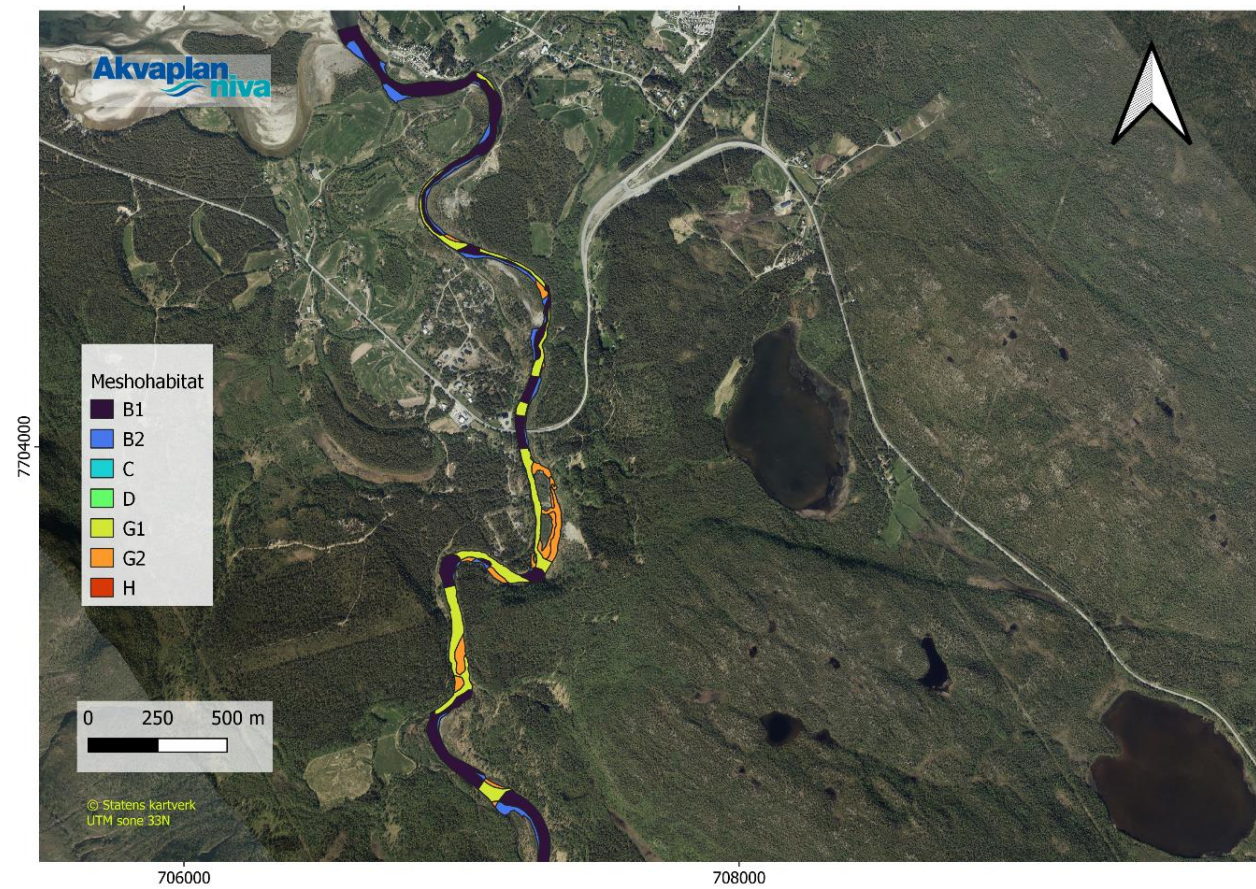 Akvaplan
niva
Meshohabitat
B1
B2
C
D
G1
G2
H
7704000
0 250 500 m
© Statens kartverk
UTM sone 33N
706000 708000